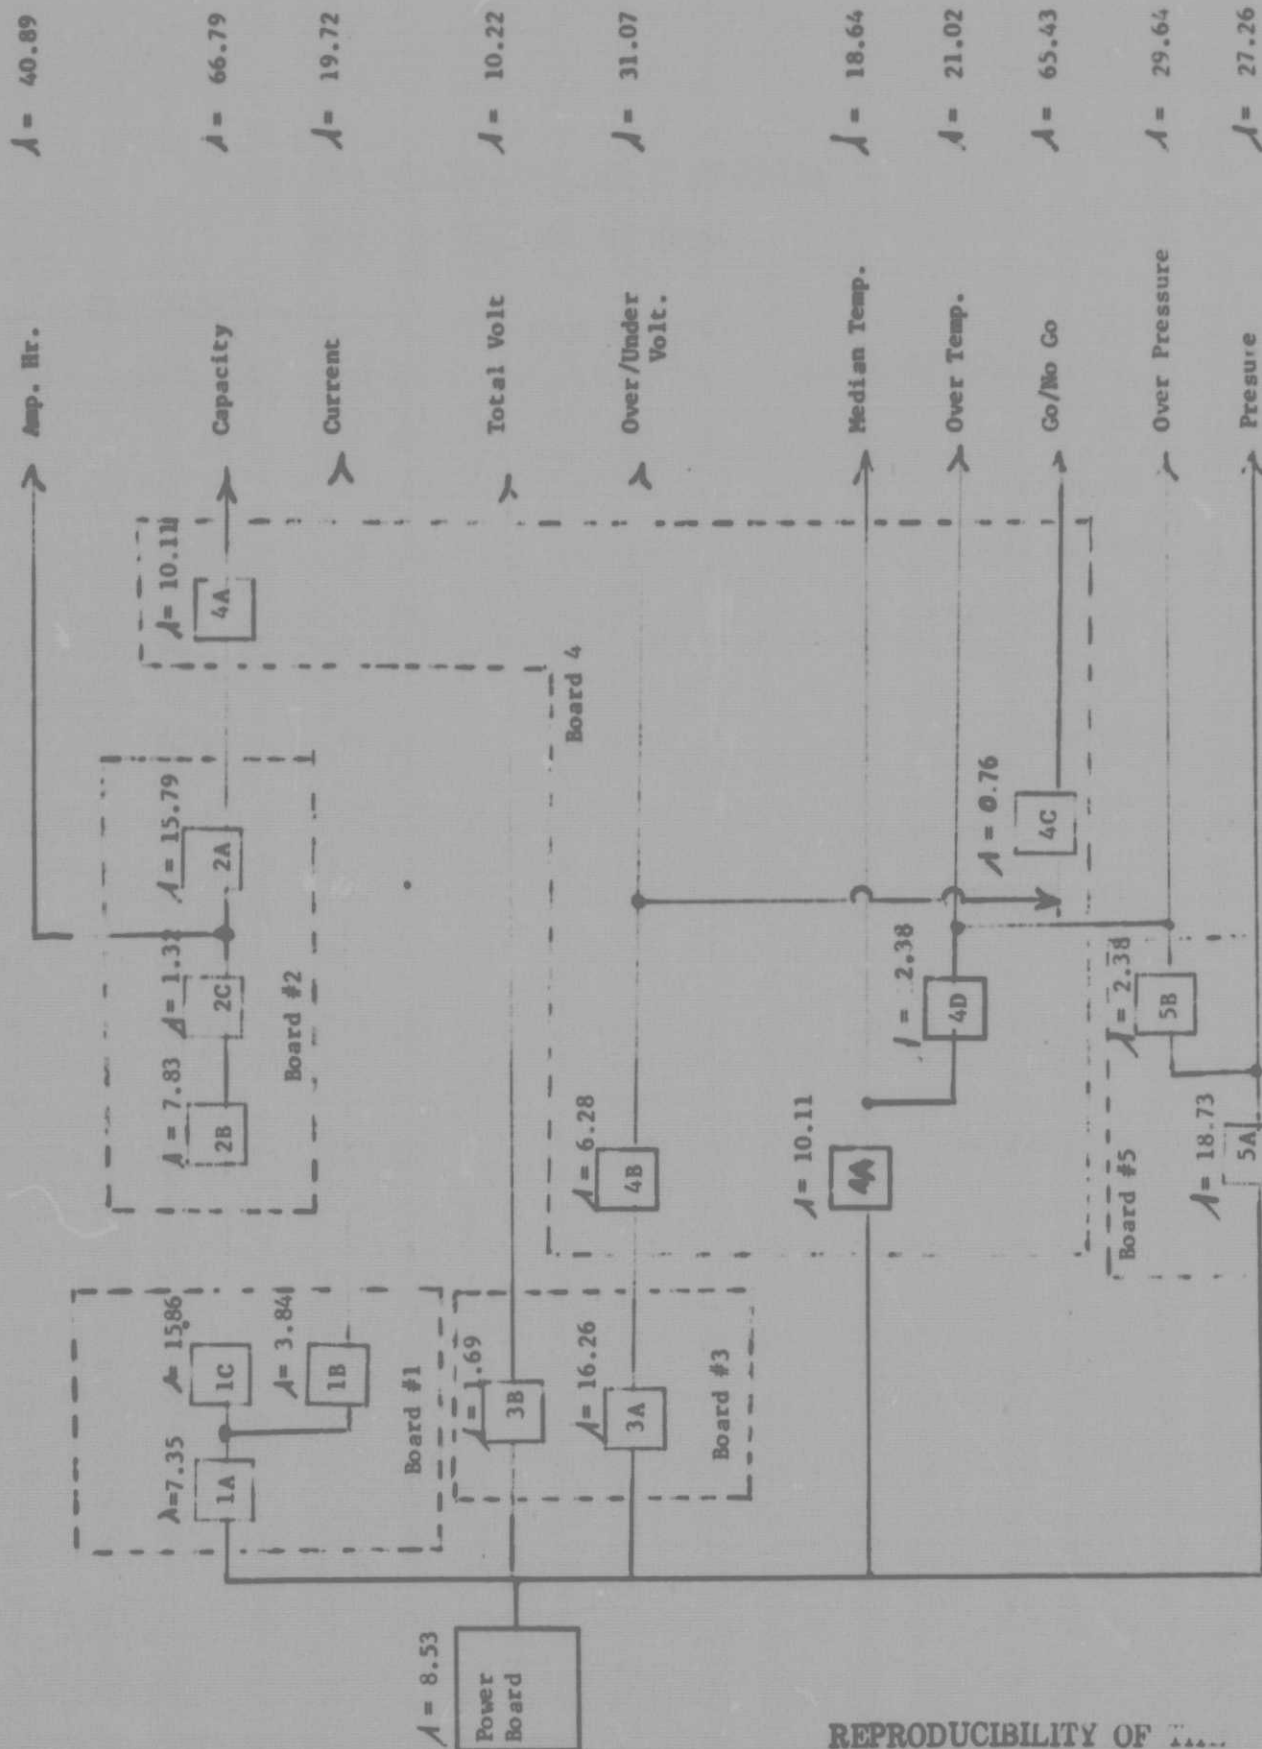 λ = 8.53
Power
Board
λ=7.35
1A
λ= 15.86
1C
λ= 3.84
1B
Board #1
λ= 1.69
3B
λ= 16.26
3A
Board #3
λ= 7.83
2B
λ= 1.32
2C
λ= 15.79
2A
Board #2
λ= 10.11
4A
Board 4
λ= 6.28
4B
λ= 10.11
4A
λ = 2.38
4D
λ = 0.76
4C
Board #5
λ= 18.73
5A
λ= 2.38
5B
Amp. Hr. λ = 40.89
Capacity λ = 66.79
Current λ= 19.72
Total Volt λ= 10.22
Over/Under λ = 31.07
Volt.
Median Temp. λ = 18.64
Over Temp. λ = 21.02
Go/No Go λ = 65.43
Over Pressure λ = 29.64
Presure λ= 27.26
REPRODUCIBILITY OF